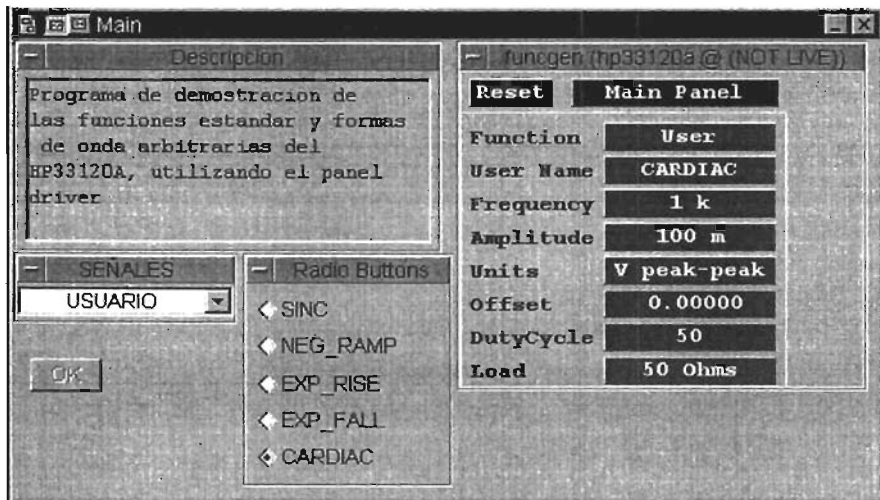 Main
Descripcion
Programa de demostracion de
las funciones estandar y formas
de onda arbitrarias del
HP33120A, utilizando el panel
driver
funcgen (hp33120a @ (NOT LIVE))
Reset Main Panel
Function User
User Name CARDIAC
Frequency 1 k
Amplitude 100 m
Units V peak-peak
Offset 0.00000
DutyCycle 50
Load 50 Ohms
SEÑALES
USUARIO
OK
Radio Buttons
SINC
NEG_RAMP
EXP_RISE
EXP_FALL
CARDIAC